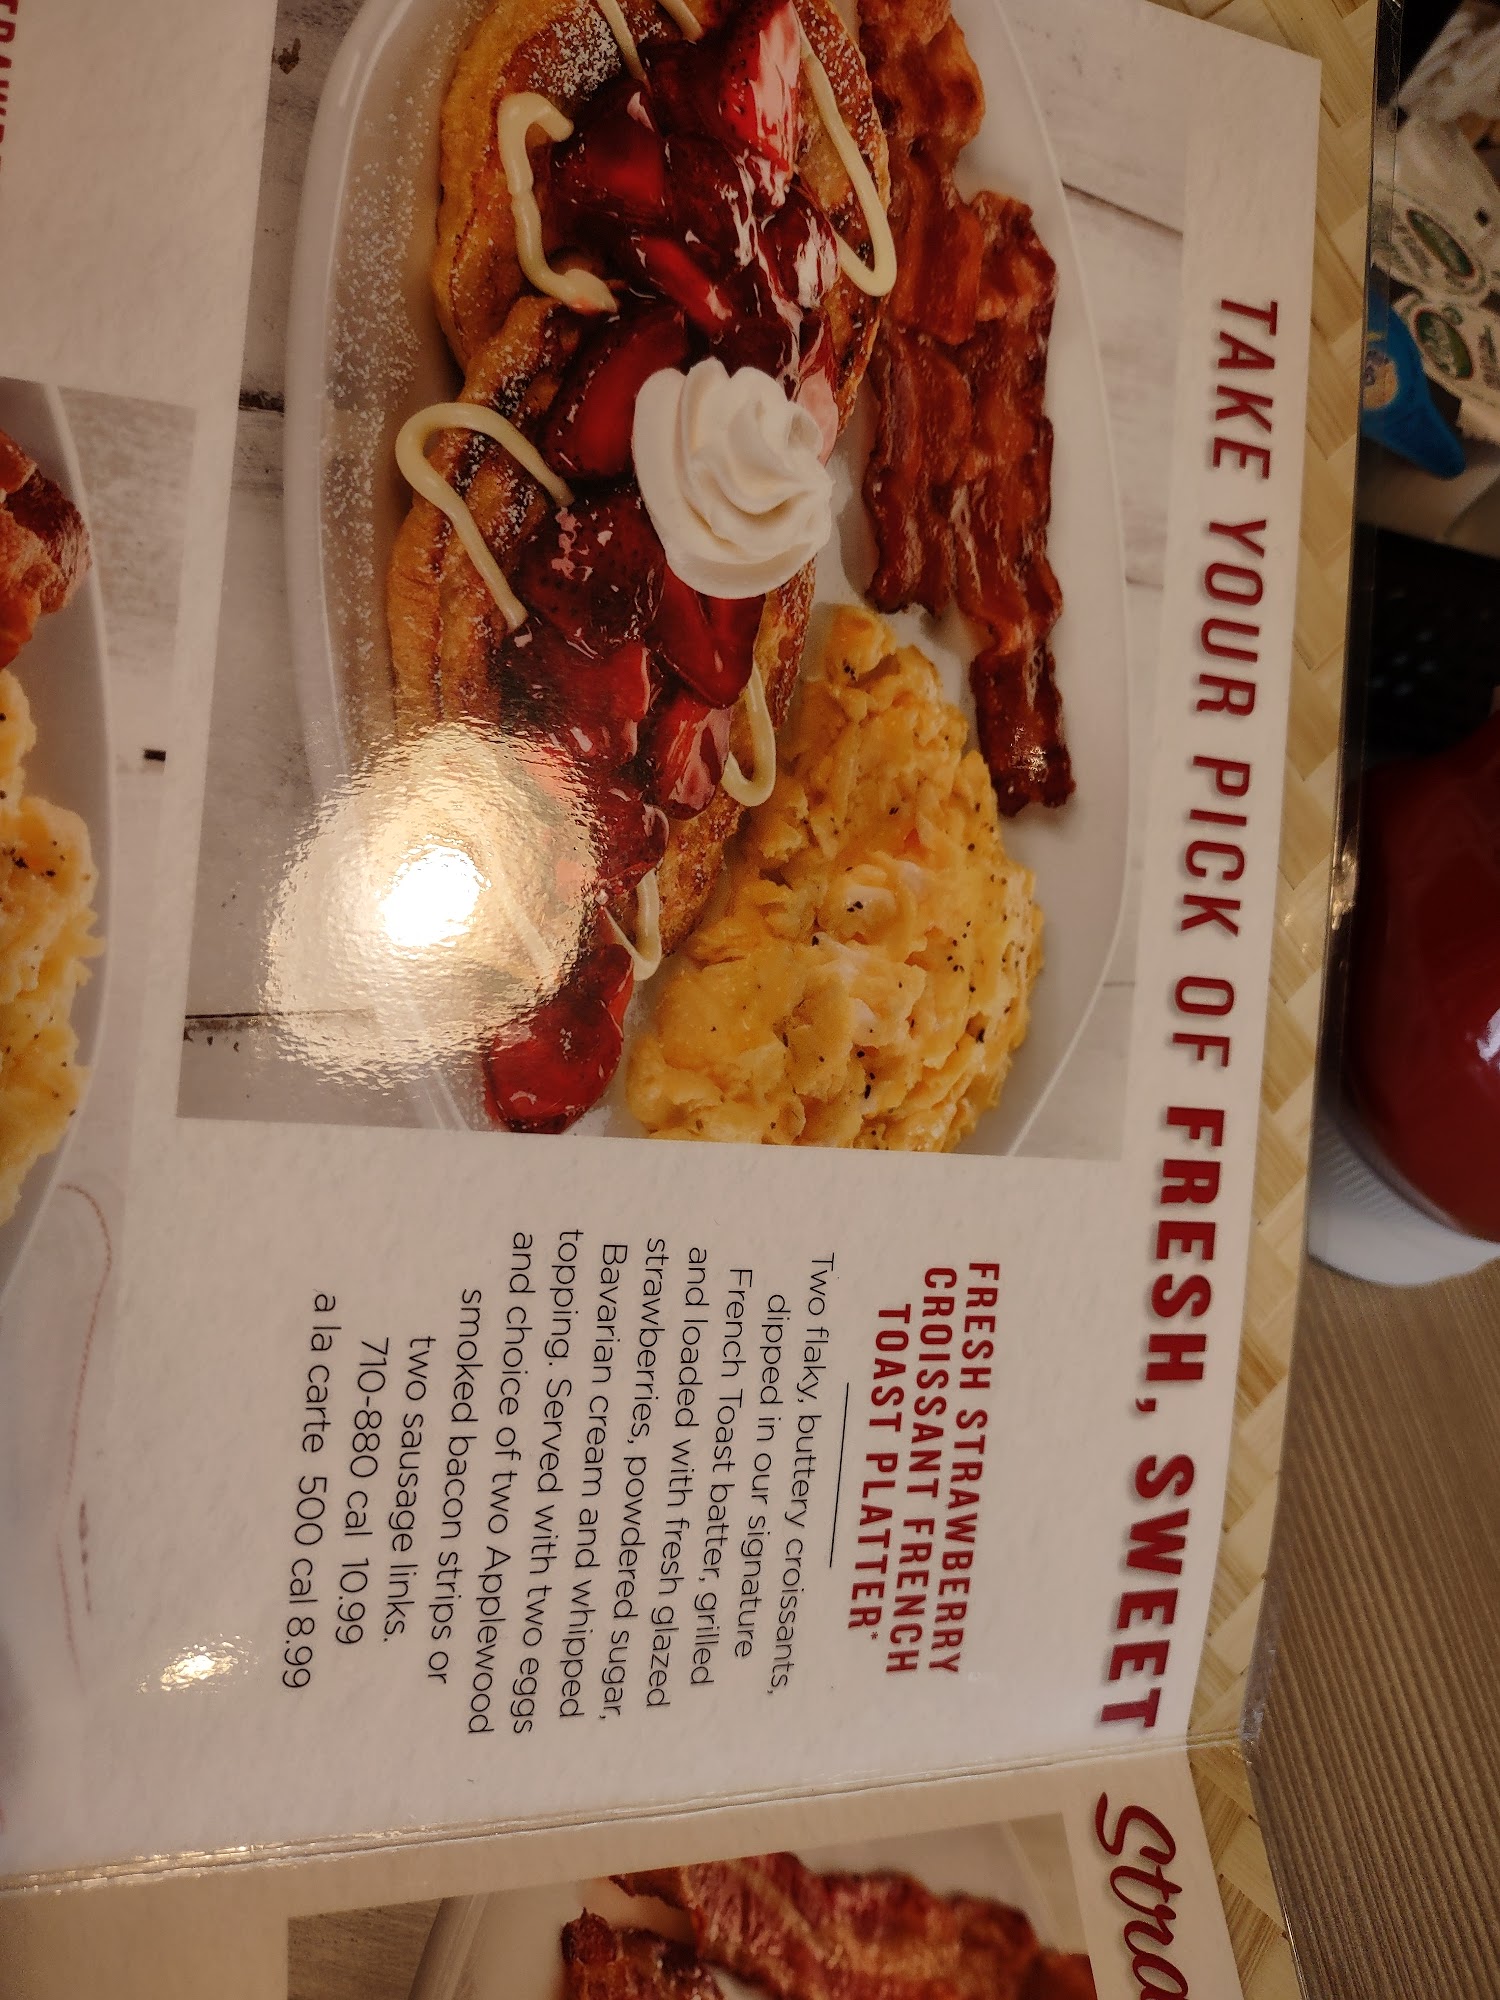 TAKE YOUR PICK OF FRESH, SWEET
FRESH STRAWBERRY
CROISSANT FRENCH
TOAST PLATTER*
Two flaky, buttery croissants,
dipped in our signature
French Toast batter, grilled
and loaded with fresh glazed
strawberries, powdered sugar,
Bavarian cream and whipped
topping. Served with two eggs
and choice of two Applewood
smoked bacon strips or
two sausage links.
710-880 cal 10.99
a la carte 500 cal 8.99
Stra